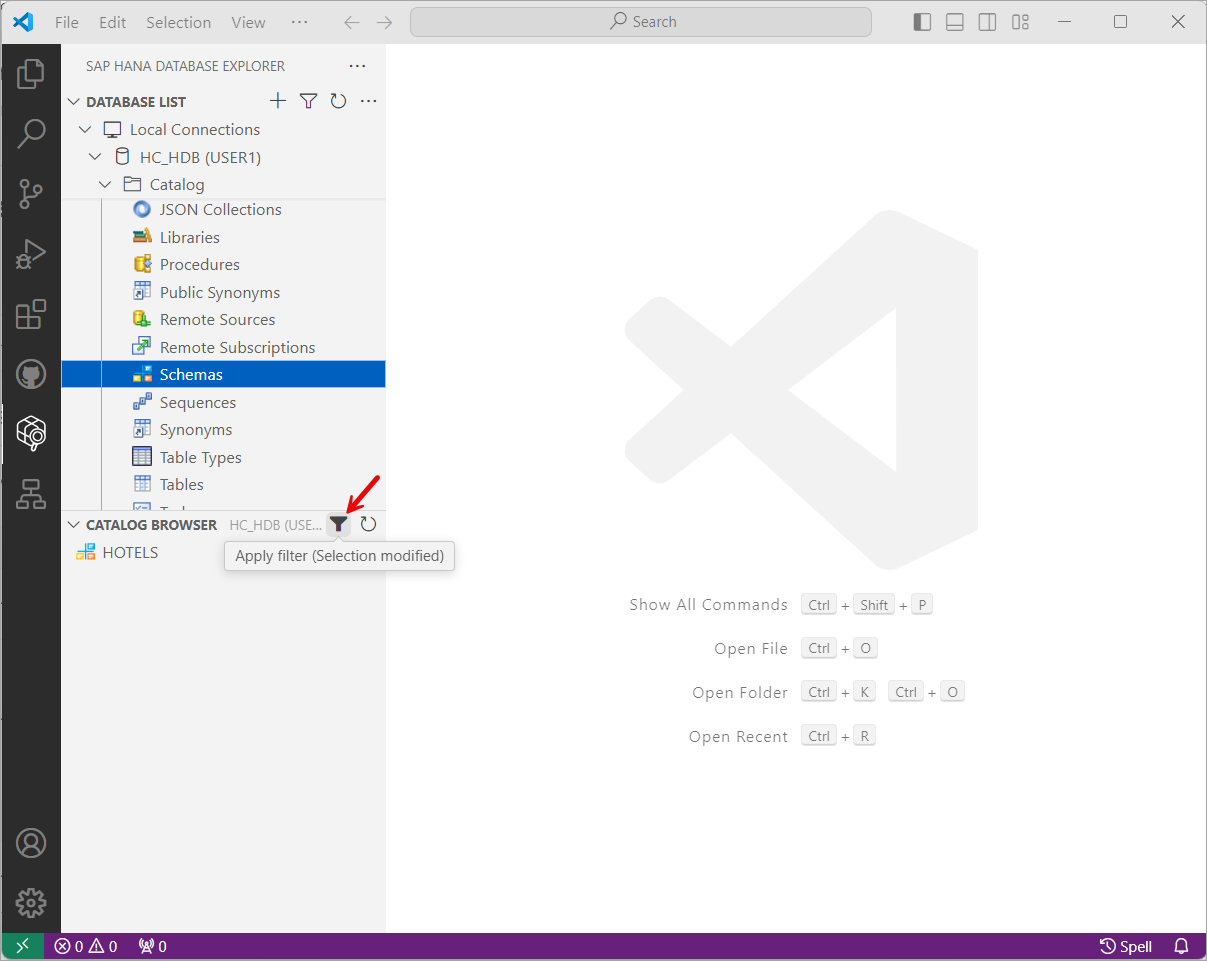 File Edit Selection View ··· Search
SAP HANA DATABASE EXPLORER ···
DATABASE LIST ···
Local Connections
HC_HDB (USER1)
Catalog
JSON Collections
Libraries
Procedures
Public Synonyms
Remote Sources
Remote Subscriptions
Schemas
Sequences
Synonyms
Table Types
Tables
CATALOG BROWSER HC_HDB (USE...
HOTELS
Apply filter (Selection modified)
Show All Commands Ctrl + Shift + P
Open File Ctrl + O
Open Folder Ctrl + K Ctrl + O
Open Recent Ctrl + R
0 0 0 Spell